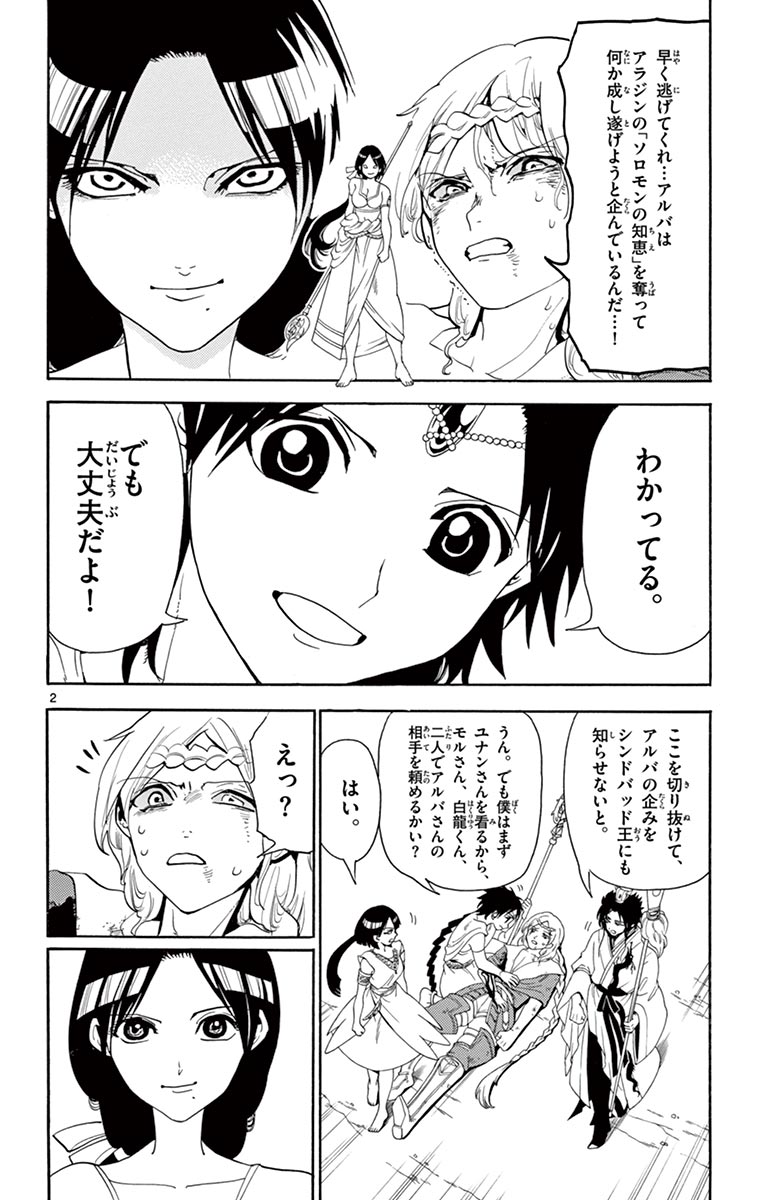 早く逃げてくれ…アルバは
アラジンの「ソロモンの知恵」を奪って
何か成し遂げようと企んでいるんだ…！
わかってる。
でも
大丈夫だよ！
2
ここを切り抜けて、
アルバの企みを
シンドバッド王にも
知らせないと。
うん。でも僕はまず
ユナンさんを看るから、
モルさん、白龍くん、
二人でアルバさんの
相手を頼めるかい？
はい。
えっ？